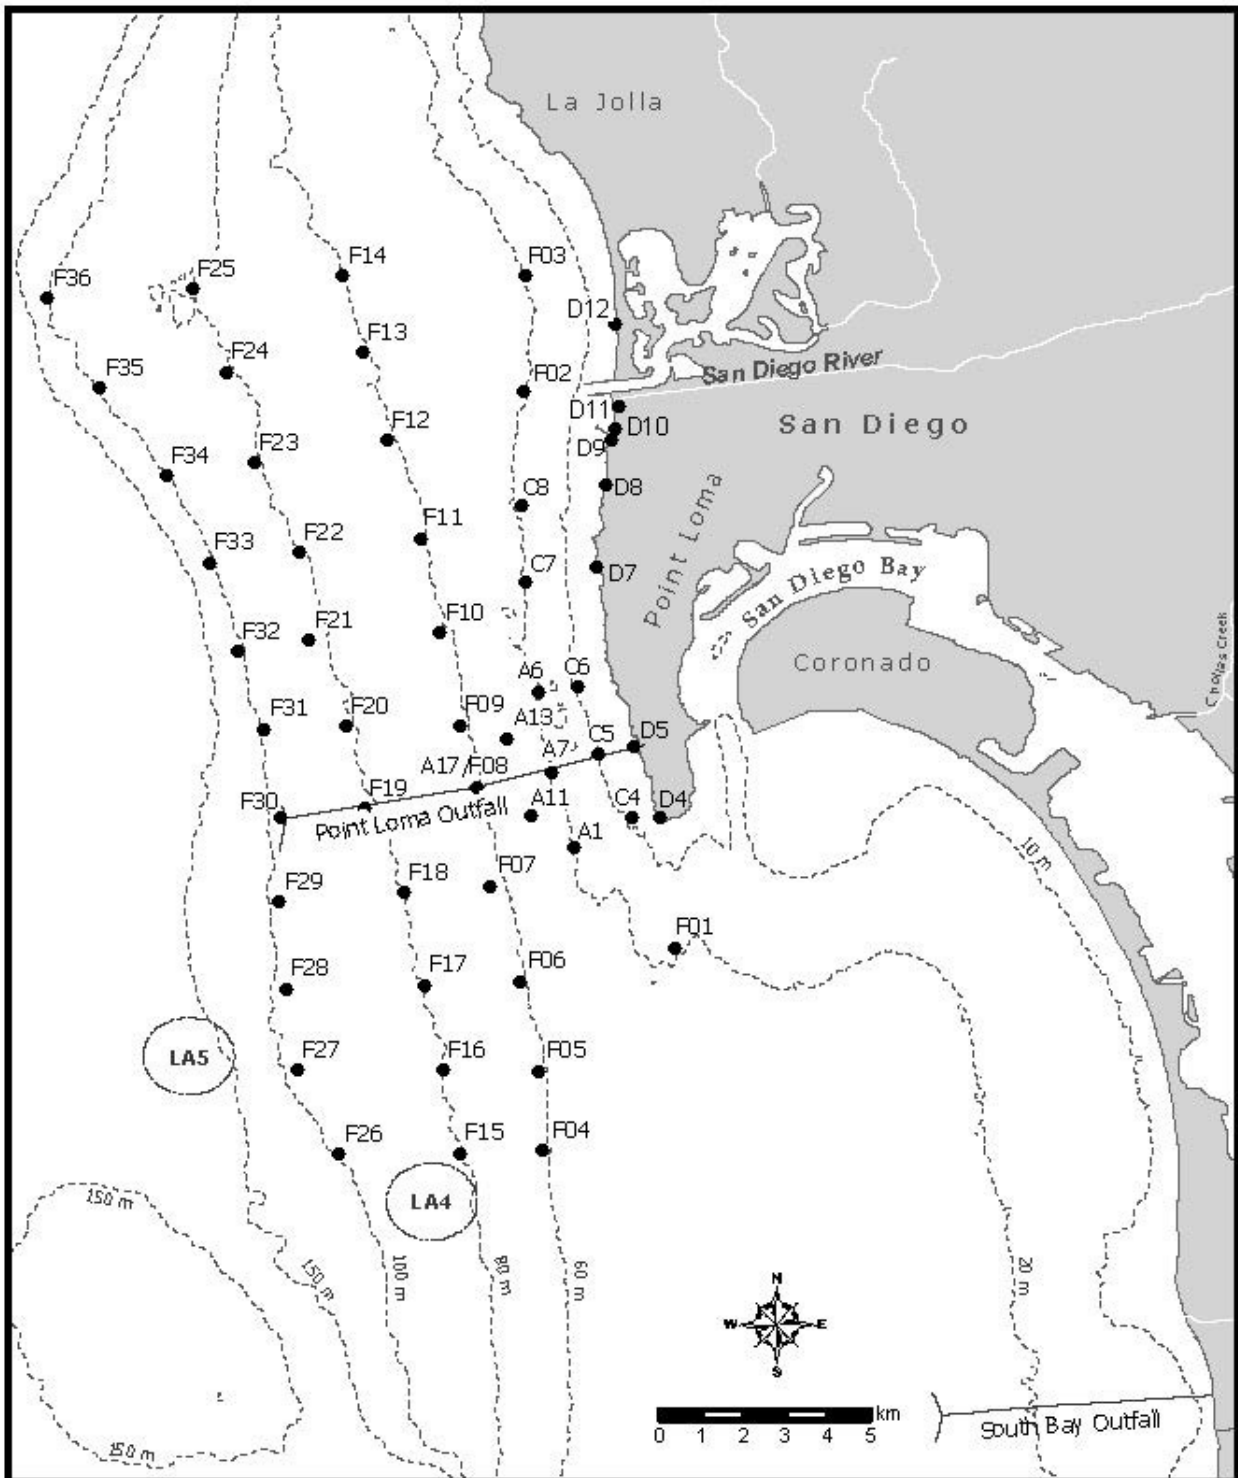 La Jolla
F14
F03
F25
F36
D12
F13
F24
San Diego River
F35
F02
D11
San Diego
F12
D10
D9
F23
F34
D8
C8
Point Loma
F11
F22
F33
D7
C7
San Diego Bay
F10
F21
F32
Chollas Creek
Coronado
A6
C6
F31
F20
F09
A13
D5
C5
A7
A17/F08
F19
F30
Point Loma Outfall
A11
C4
D4
A1
10 m
F07
F29
F18
F01
F28
F17
F06
LA5
F27
F16
F05
F26
F15
F04
LA4
150 m
150 m
100 m
80 m
60 m
20 m
N
W E
S
km
0 1 2 3 4 5
South Bay Outfall
150 m